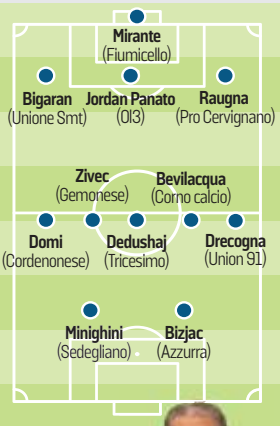 Mirante
(Fiumicello)
Bigaran
(Unione Smt)
Jordan Panato
(Ol3)
Raugna
(Pro Cervignano)
Zivec
(Gemonese)
Bevilacqua
(Corno calcio)
Domi
(Cordenonese)
Dedushaj
(Tricesimo)
Drecogna
(Union 91)
Minighini
(Sedegliano)
Bizjac
(Azzurra)